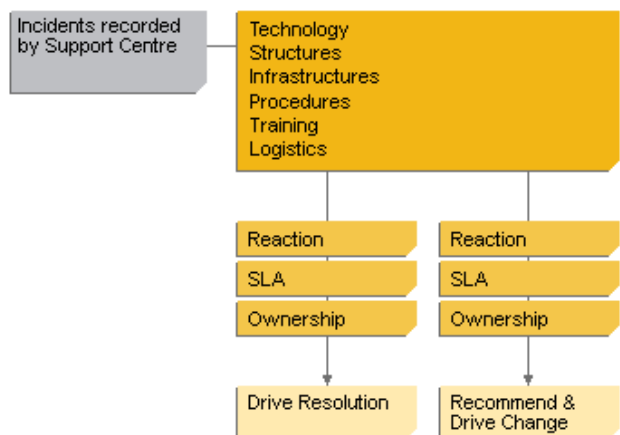 Incidents recorded
by Support Centre
Technology
Structures
Infrastructures
Procedures
Training
Logistics
Reaction
SLA
Ownership
Drive Resolution
Reaction
SLA
Ownership
Recommend &
Drive Change